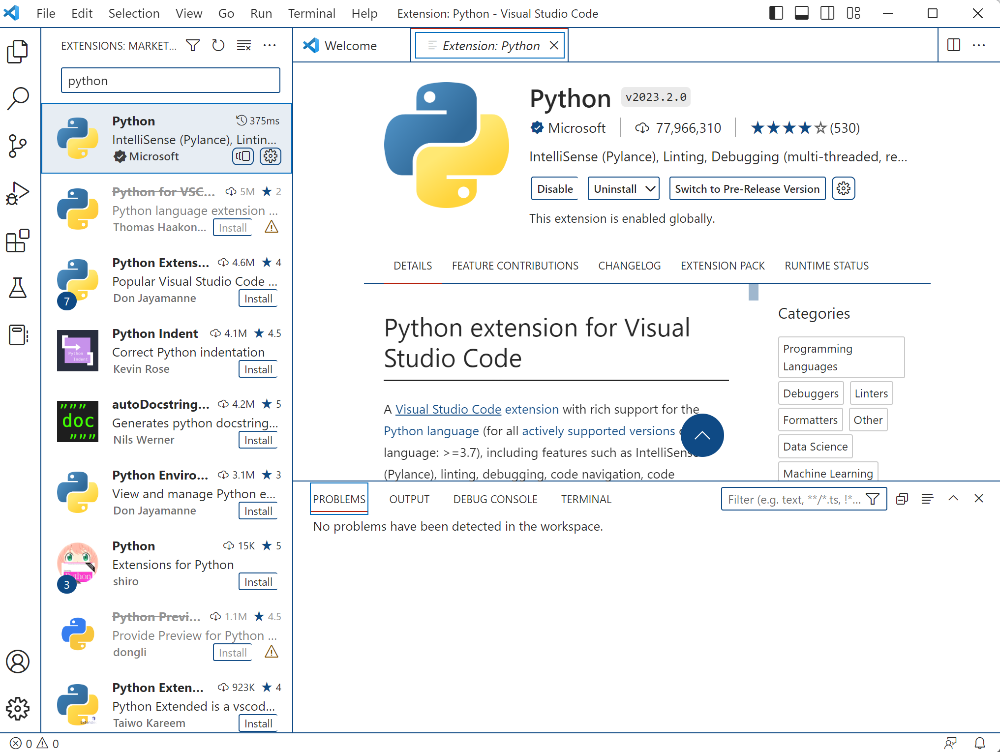 File Edit Selection View Go Run Terminal Help Extension: Python - Visual Studio Code
EXTENSIONS: MARKET...
python
Python 375ms
IntelliSense (Pylance), Lintin...
Microsoft
Python for VSC... 5M 2
Python language extension ...
Thomas Haakon... Install
Python Extens... 4.6M 4
Popular Visual Studio Code ...
7 Don Jayamanne Install
Python Indent 4.1M 4.5
Correct Python indentation
Kevin Rose Install
Python
Indent
autoDocstring... 4.2M 5
Generates python docstring...
Nils Werner Install
"""
doc
"""
Python Enviro... 3.1M 3
View and manage Python e...
Don Jayamanne Install
Python 15K 5
Extensions for Python
3 shiro Install
Python Previ... 1.1M 4.5
Provide Preview for Python ...
dongli Install
Python Exten... 923K 4
Python Extended is a vscod...
Taiwo Kareem Install
Welcome Extension: Python
Python v2023.2.0
Microsoft 77,966,310 (530)
IntelliSense (Pylance), Linting, Debugging (multi-threaded, re...
Disable Uninstall Switch to Pre-Release Version
This extension is enabled globally.
DETAILS FEATURE CONTRIBUTIONS CHANGELOG EXTENSION PACK RUNTIME STATUS
Python extension for Visual
Studio Code
A Visual Studio Code extension with rich support for the
Python language (for all actively supported versions
language: >=3.7), including features such as IntelliSense
(Pylance), linting, debugging, code navigation, code
Categories
Programming
Languages
Debuggers Linters
Formatters Other
Data Science
Machine Learning
PROBLEMS OUTPUT DEBUG CONSOLE TERMINAL Filter (e.g. text, **/*.ts, !*...
No problems have been detected in the workspace.
0 0